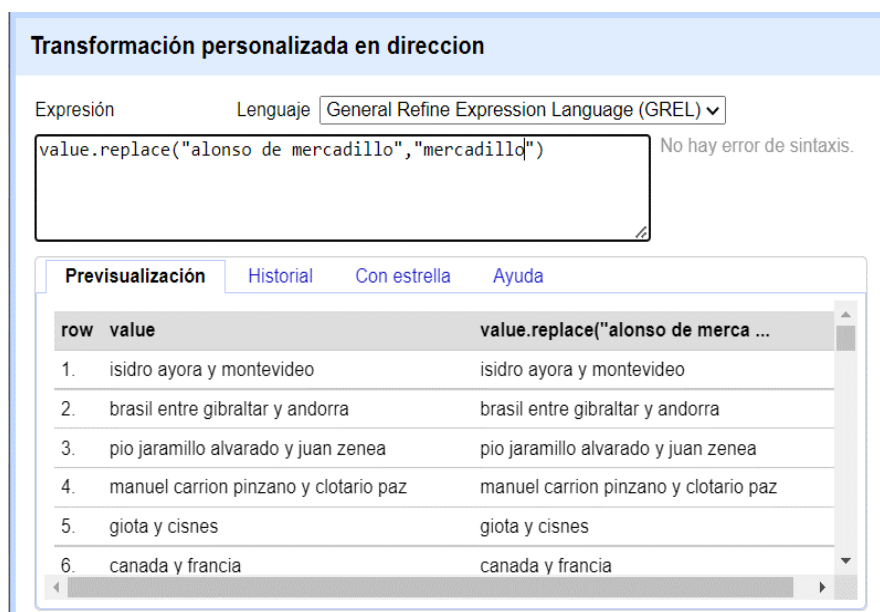 Transformación personalizada en direccion
Expresión Lenguaje General Refine Expression Language (GREL)
value.replace("alonso de mercadillo","mercadillo")
No hay error de sintaxis.
Previsualización Historial Con estrella Ayuda
row value value.replace("alonso de merca ...
1. isidro ayora y montevideo isidro ayora y montevideo
2. brasil entre gibraltar y andorra brasil entre gibraltar y andorra
3. pio jaramillo alvarado y juan zenea pio jaramillo alvarado y juan zenea
4. manuel carrion pinzano y clotario paz manuel carrion pinzano y clotario paz
5. giota y cisnes giota y cisnes
6. canada y francia canada y francia